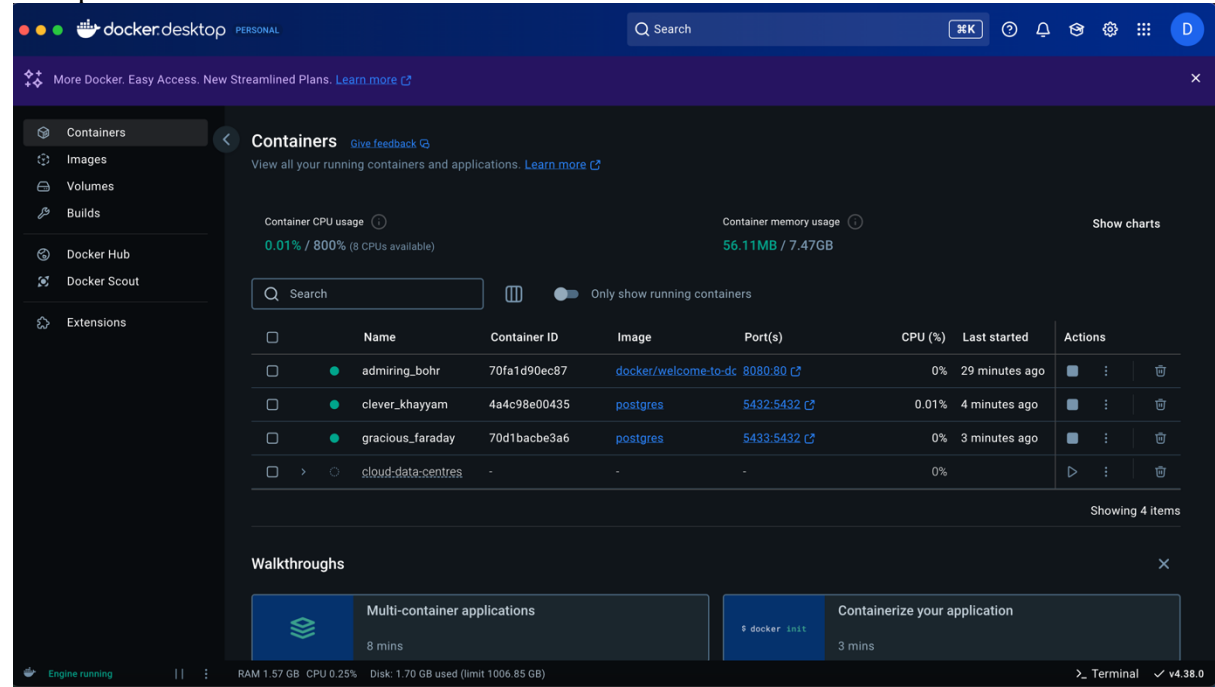 docker.desktop PERSONAL
Search
⌘K
D
More Docker. Easy Access. New Streamlined Plans. Learn more
Containers
Images
Volumes
Builds
Docker Hub
Docker Scout
Extensions
Containers Give feedback
View all your running containers and applications. Learn more
Container CPU usage
0.01% / 800% (8 CPUs available)
Container memory usage
56.11MB / 7.47GB
Show charts
Search
Only show running containers
Name Container ID Image Port(s) CPU (%) Last started Actions
admiring_bohr 70fa1d90ec87 docker/welcome-to-dc 8080:80 0% 29 minutes ago
clever_khayyam 4a4c98e00435 postgres 5432:5432 0.01% 4 minutes ago
gracious_faraday 70d1bacbe3a6 postgres 5433:5432 0% 3 minutes ago
cloud-data-centres - - - 0%
Showing 4 items
Walkthroughs
Multi-container applications
8 mins
$ docker init
Containerize your application
3 mins
Engine running
RAM 1.57 GB CPU 0.25% Disk: 1.70 GB used (limit 1006.85 GB)
>_ Terminal
v4.38.0